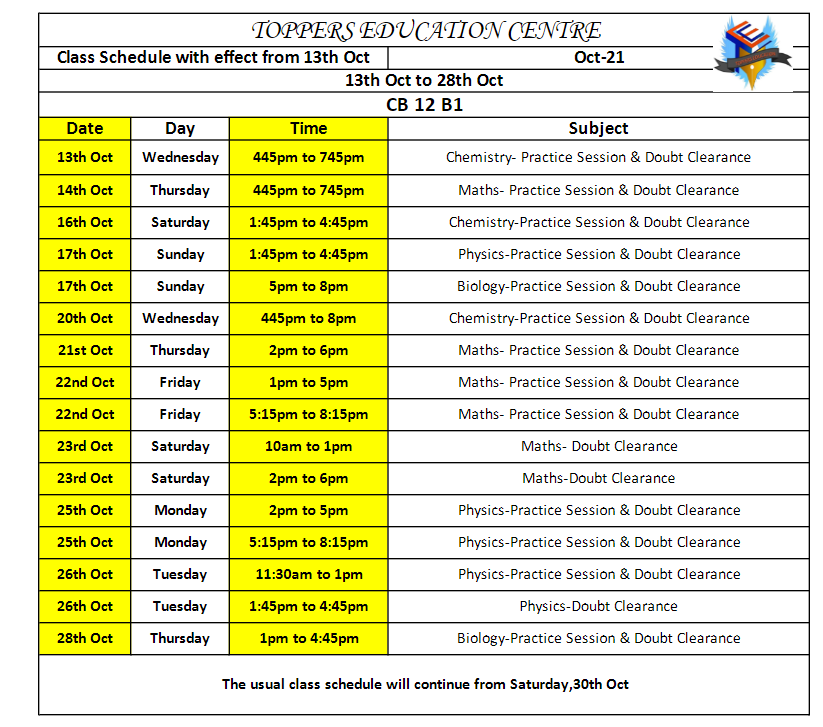 TOPPERS EDUCATION CENTRE
Class Schedule with effect from 13th Oct Oct-21
13th Oct to 28th Oct
CB 12 B1
Date Day Time Subject
13th Oct Wednesday 445pm to 745pm Chemistry- Practice Session & Doubt Clearance
14th Oct Thursday 445pm to 745pm Maths- Practice Session & Doubt Clearance
16th Oct Saturday 1:45pm to 4:45pm Chemistry-Practice Session & Doubt Clearance
17th Oct Sunday 1:45pm to 4:45pm Physics-Practice Session & Doubt Clearance
17th Oct Sunday 5pm to 8pm Biology-Practice Session & Doubt Clearance
20th Oct Wednesday 445pm to 8pm Chemistry-Practice Session & Doubt Clearance
21st Oct Thursday 2pm to 6pm Maths- Practice Session & Doubt Clearance
22nd Oct Friday 1pm to 5pm Maths- Practice Session & Doubt Clearance
22nd Oct Friday 5:15pm to 8:15pm Maths- Practice Session & Doubt Clearance
23rd Oct Saturday 10am to 1pm Maths- Doubt Clearance
23rd Oct Saturday 2pm to 6pm Maths-Doubt Clearance
25th Oct Monday 2pm to 5pm Physics-Practice Session & Doubt Clearance
25th Oct Monday 5:15pm to 8:15pm Physics-Practice Session & Doubt Clearance
26th Oct Tuesday 11:30am to 1pm Physics-Practice Session & Doubt Clearance
26th Oct Tuesday 1:45pm to 4:45pm Physics-Doubt Clearance
28th Oct Thursday 1pm to 4:45pm Biology-Practice Session & Doubt Clearance
The usual class schedule will continue from Saturday,30th Oct